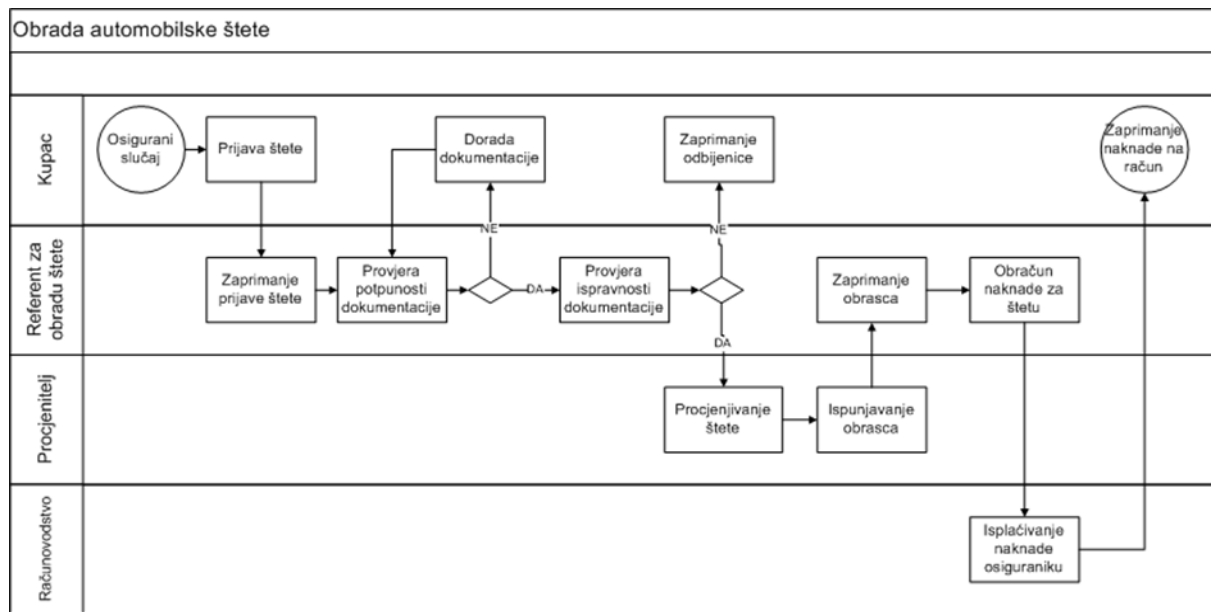 Obrada automobilske štete
Kupac
Osigurani
slučaj
Prijava štete
Dorada
dokumentacije
Zaprimanje
odbijenice
Zaprimanje
naknade na
račun
NE
NE
Referent za
obradu štete
Zaprimanje
prijave štete
Provjera
potpunosti
dokumentacije
DA
Provjera
ispravnosti
dokumentacije
Zaprimanje
obrasca
Obračun
naknade za
štetu
DA
Procjenitelj
Procjenjivanje
štete
Ispunjavanje
obrasca
Računovodstvo
Isplaćivanje
naknade
osiguraniku